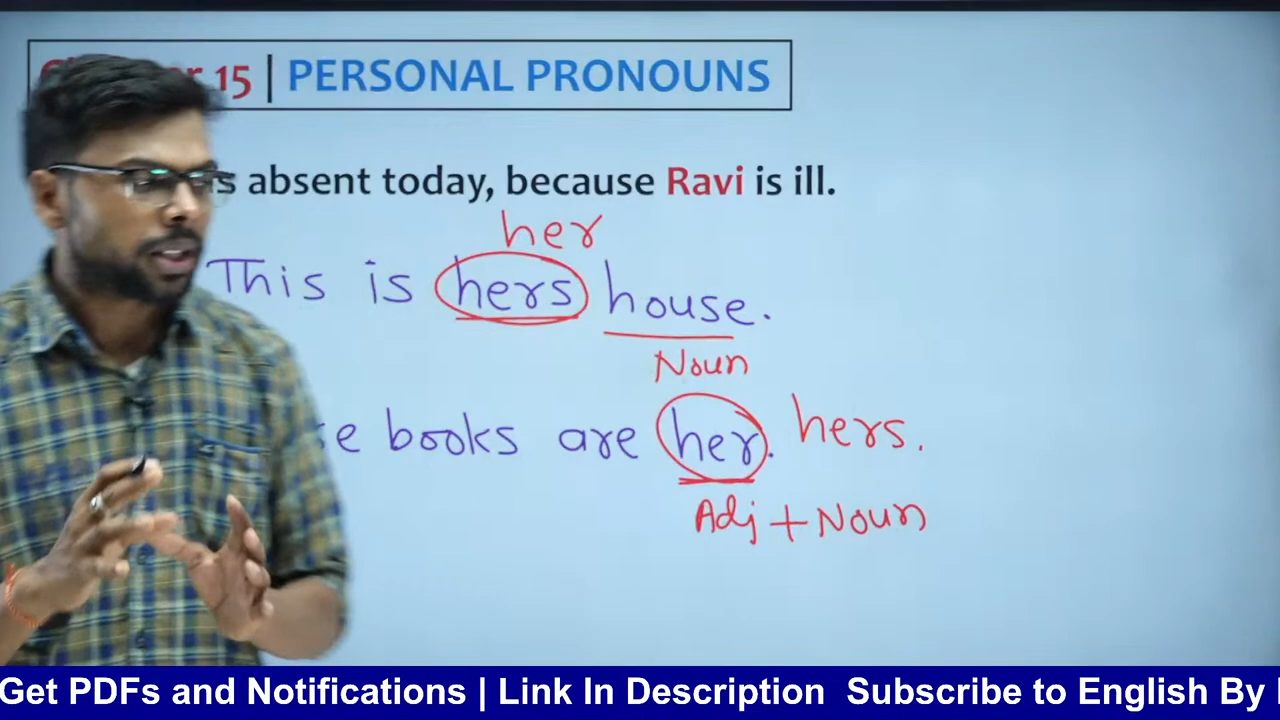 15 | PERSONAL PRONOUNS
absent today, because Ravi is ill.
her
This is hers house.
Noun
books are her. hers.
Adj + Noun
Get PDFs and Notifications | Link In Description Subscribe to English By